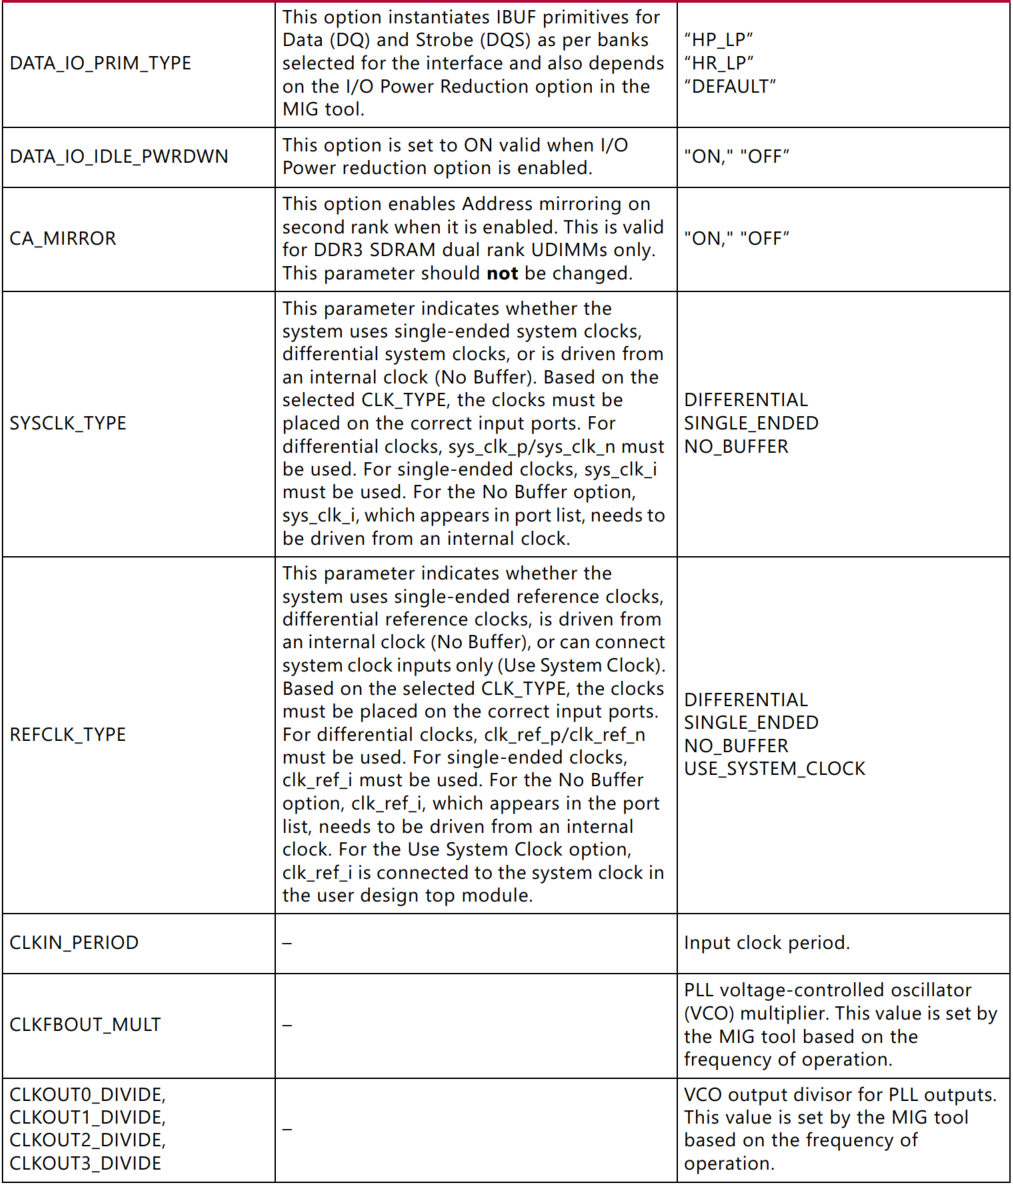 DATA_IO_PRIM_TYPE
This option instantiates IBUF primitives for
Data (DQ) and Strobe (DQS) as per banks
selected for the interface and also depends
on the I/O Power Reduction option in the
MIG tool.
“HP_LP”
“HR_LP”
“DEFAULT”
DATA_IO_IDLE_PWRDWN
This option is set to ON valid when I/O
Power reduction option is enabled.
"ON," "OFF”
CA_MIRROR
This option enables Address mirroring on
second rank when it is enabled. This is valid
for DDR3 SDRAM dual rank UDIMMs only.
This parameter should not be changed.
"ON," "OFF”
SYSCLK_TYPE
This parameter indicates whether the
system uses single-ended system clocks,
differential system clocks, or is driven from
an internal clock (No Buffer). Based on the
selected CLK_TYPE, the clocks must be
placed on the correct input ports. For
differential clocks, sys_clk_p/sys_clk_n must
be used. For single-ended clocks, sys_clk_i
must be used. For the No Buffer option,
sys_clk_i, which appears in port list, needs to
be driven from an internal clock.
DIFFERENTIAL
SINGLE_ENDED
NO_BUFFER
REFCLK_TYPE
This parameter indicates whether the
system uses single-ended reference clocks,
differential reference clocks, is driven from
an internal clock (No Buffer), or can connect
system clock inputs only (Use System Clock).
Based on the selected CLK_TYPE, the clocks
must be placed on the correct input ports.
For differential clocks, clk_ref_p/clk_ref_n
must be used. For single-ended clocks,
clk_ref_i must be used. For the No Buffer
option, clk_ref_i, which appears in the port
list, needs to be driven from an internal
clock. For the Use System Clock option,
clk_ref_i is connected to the system clock in
the user design top module.
DIFFERENTIAL
SINGLE_ENDED
NO_BUFFER
USE_SYSTEM_CLOCK
CLKIN_PERIOD
–
Input clock period.
CLKFBOUT_MULT
–
PLL voltage-controlled oscillator
(VCO) multiplier. This value is set by
the MIG tool based on the
frequency of operation.
CLKOUT0_DIVIDE,
CLKOUT1_DIVIDE,
CLKOUT2_DIVIDE,
CLKOUT3_DIVIDE
–
VCO output divisor for PLL outputs.
This value is set by the MIG tool
based on the frequency of
operation.